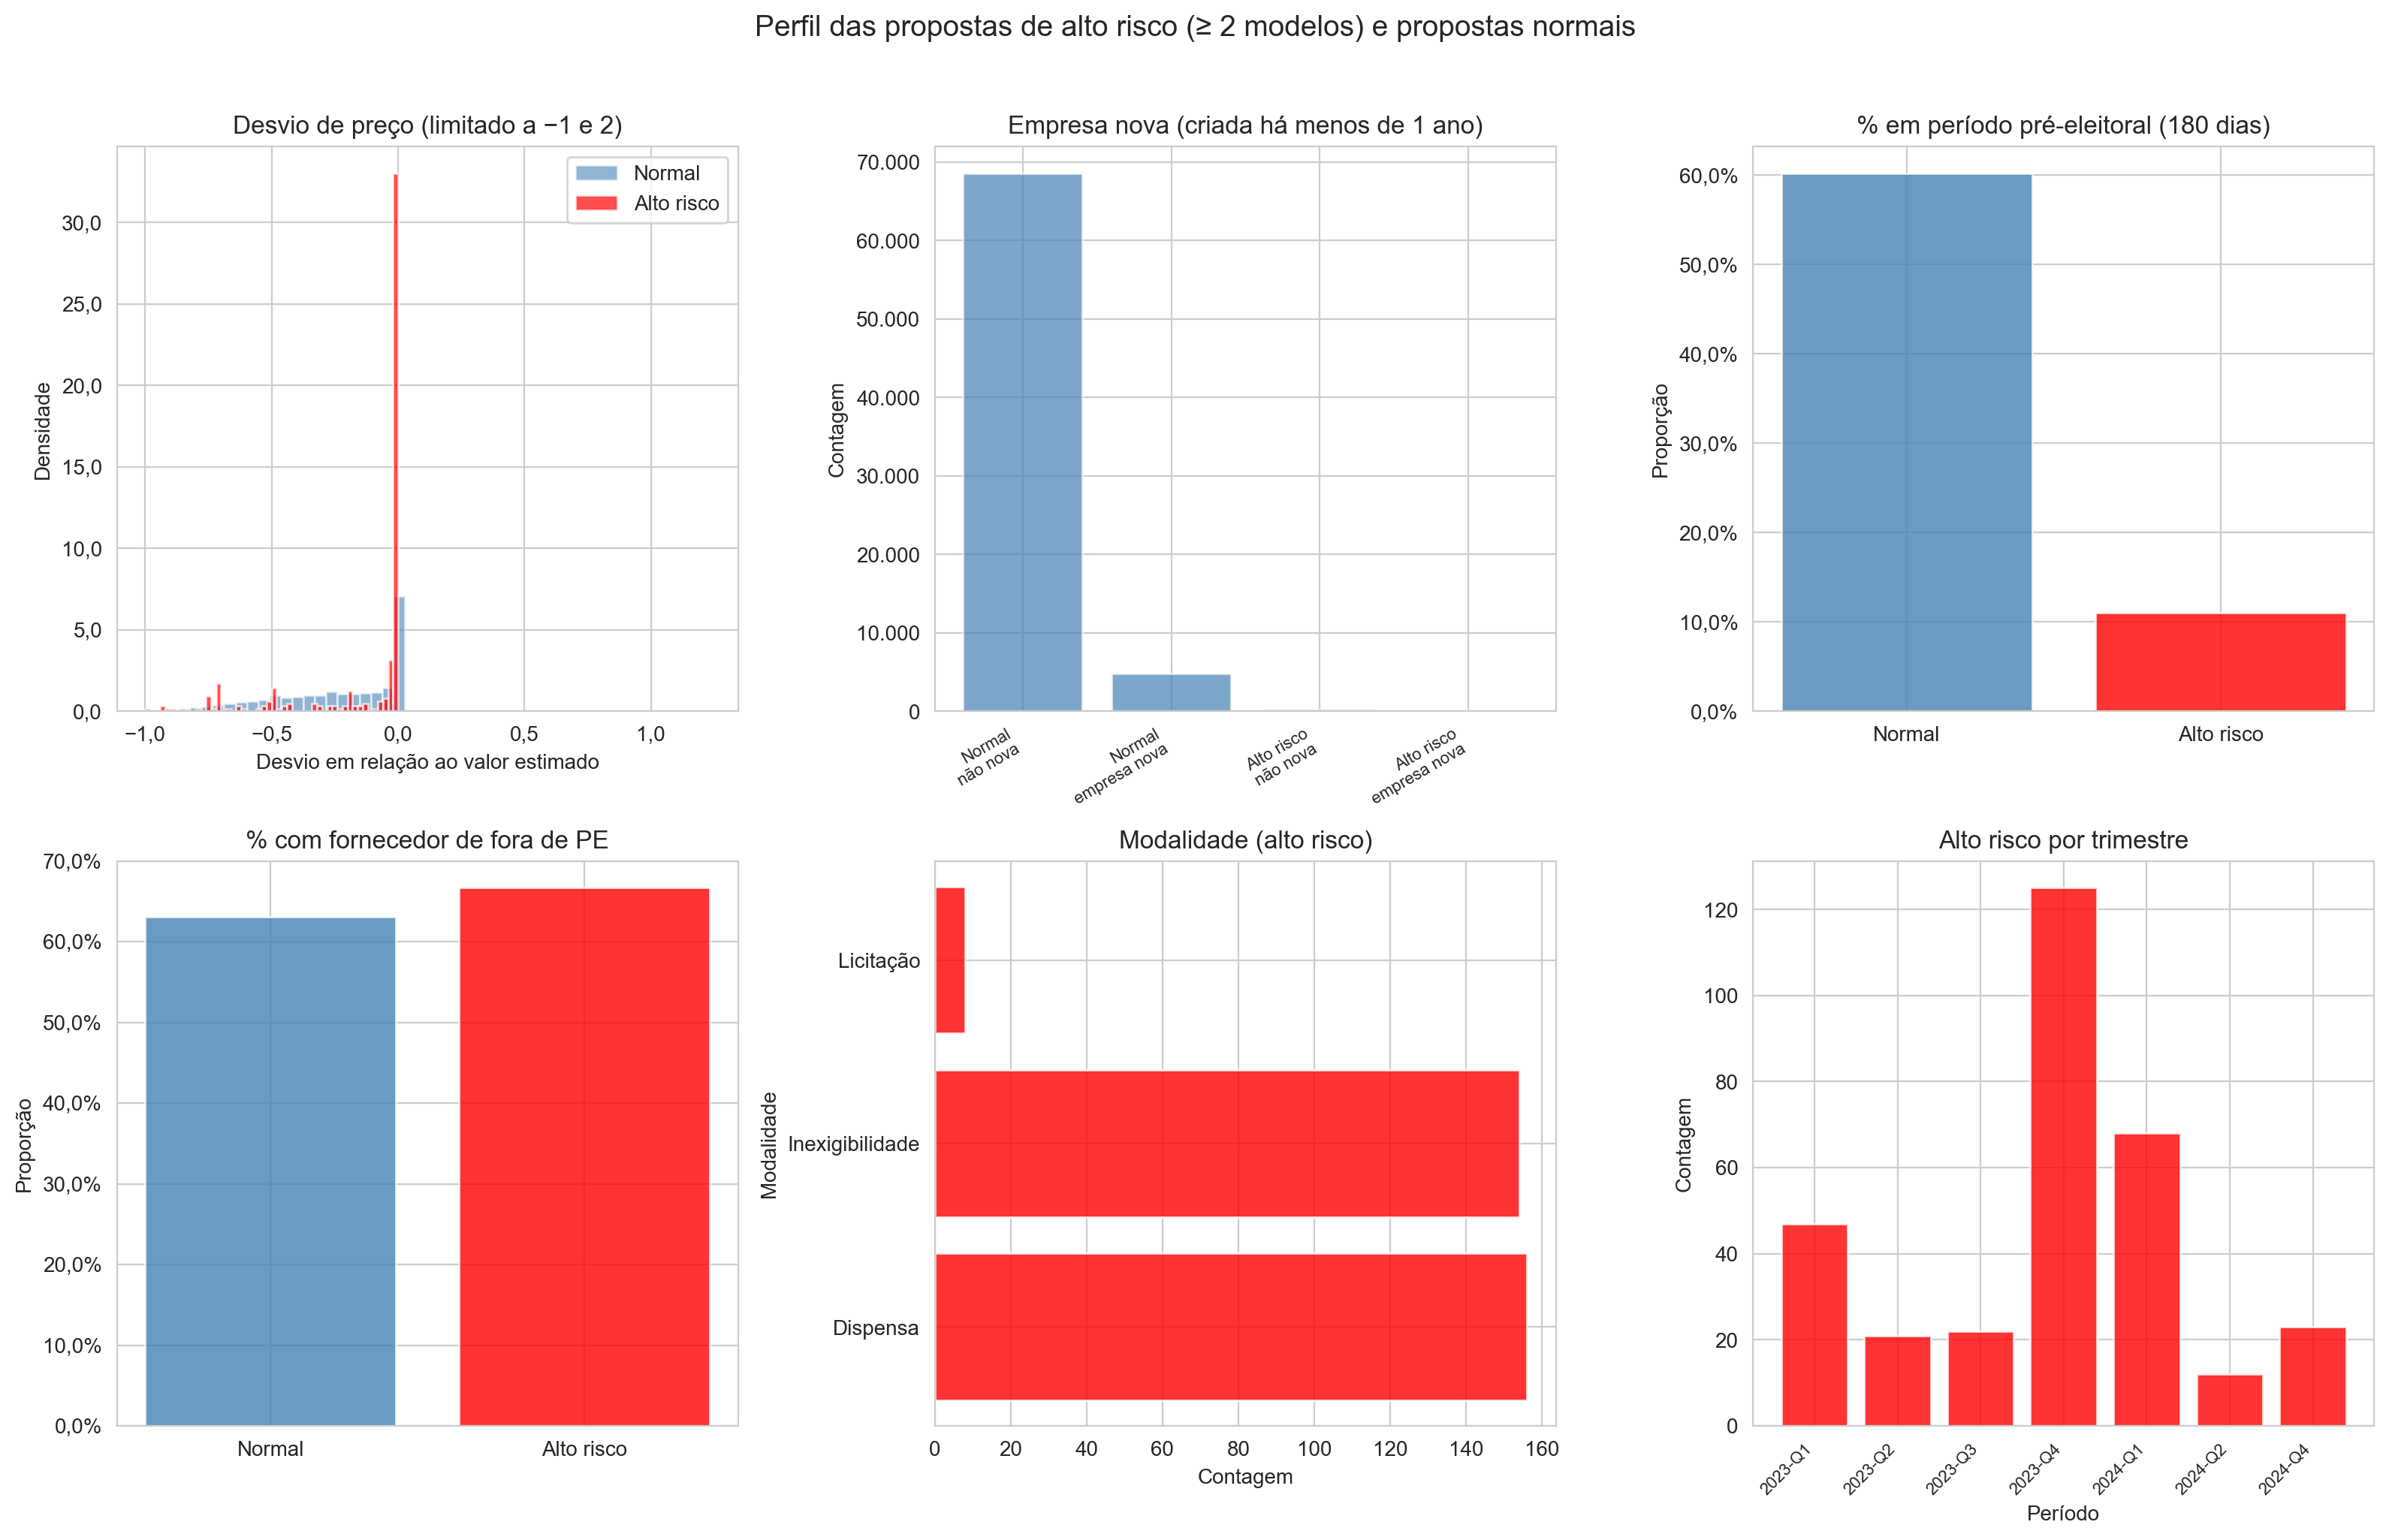 Perfil das propostas de alto risco (≥ 2 modelos) e propostas normais
Desvio de preço (limitado a −1 e 2)
Normal
Alto risco
30,0
25,0
20,0
15,0
10,0
5,0
0,0
Densidade
−1,0
−0,5
0,0
0,5
1,0
Desvio em relação ao valor estimado
Empresa nova (criada há menos de 1 ano)
70.000
60.000
50.000
40.000
30.000
20.000
10.000
0
Contagem
Normal
não nova
Normal
empresa nova
Alto risco
não nova
Alto risco
empresa nova
% em período pré-eleitoral (180 dias)
60,0%
50,0%
40,0%
30,0%
20,0%
10,0%
0,0%
Proporção
Normal
Alto risco
% com fornecedor de fora de PE
70,0%
60,0%
50,0%
40,0%
30,0%
20,0%
10,0%
0,0%
Proporção
Normal
Alto risco
Modalidade (alto risco)
Licitação
Inexigibilidade
Dispensa
Modalidade
0
20
40
60
80
100
120
140
160
Contagem
Alto risco por trimestre
120
100
80
60
40
20
0
Contagem
2023-Q1
2023-Q2
2023-Q3
2023-Q4
2024-Q1
2024-Q2
2024-Q4
Período